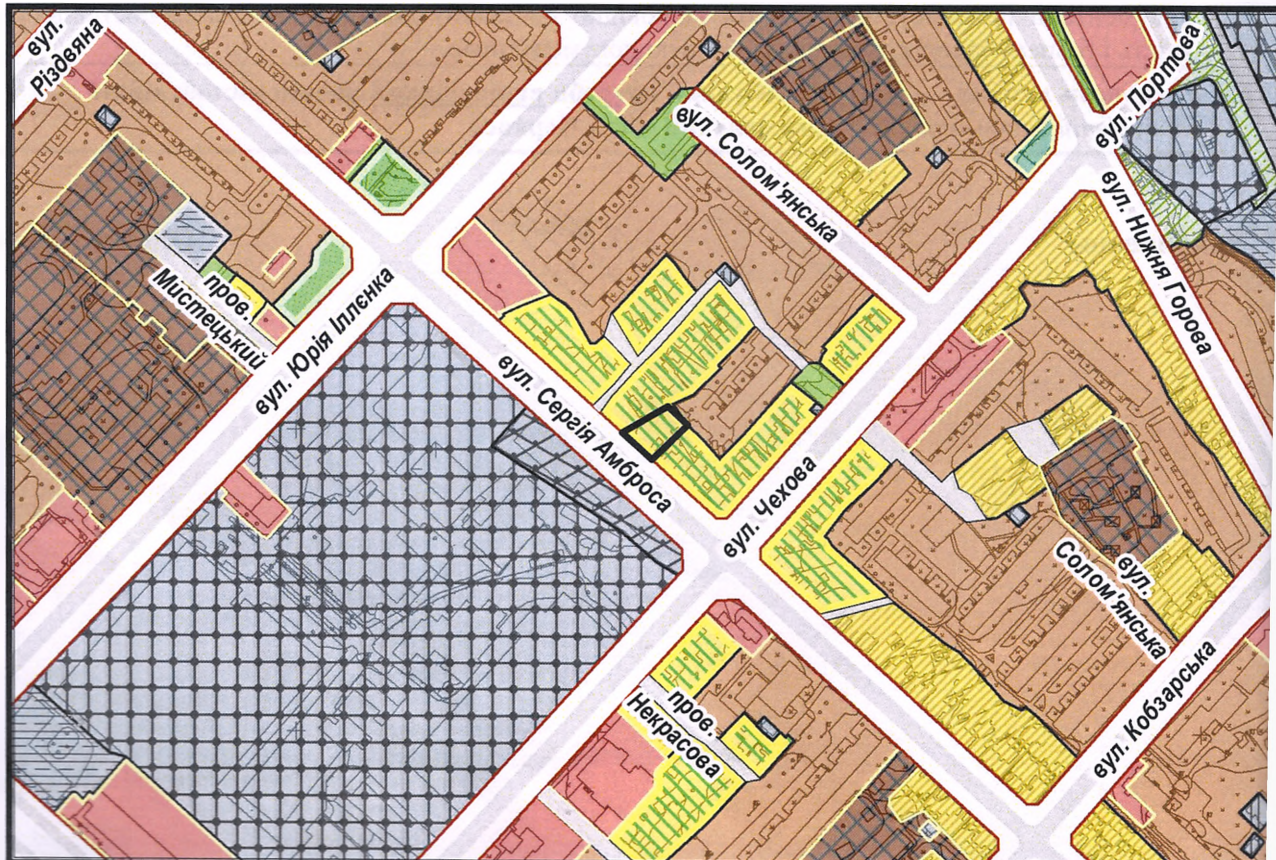 вул.
Різдвяна
пров.
Мистецький
вул. Юрія Іллєнка
вул. Солом'янська
вул. Портова
вул. Нижня Горова
вул. Сергія Амброса
вул. Чехова
вул.
Солом'янська
пров.
Некрасова
вул. Кобзарська